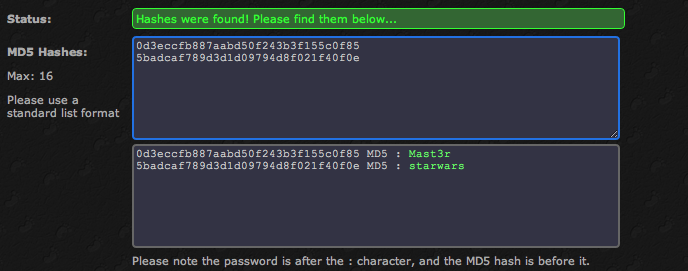 Status:
Hashes were found! Please find them below...
MD5 Hashes:
0d3eccfb887aabd50f243b3f155c0f85
5badcaf789d3d1d09794d8f021f40f0e
Max: 16
Please use a
standard list format
0d3eccfb887aabd50f243b3f155c0f85 MD5 : Mast3r
5badcaf789d3d1d09794d8f021f40f0e MD5 : starwars
Please note the password is after the : character, and the MD5 hash is before it.